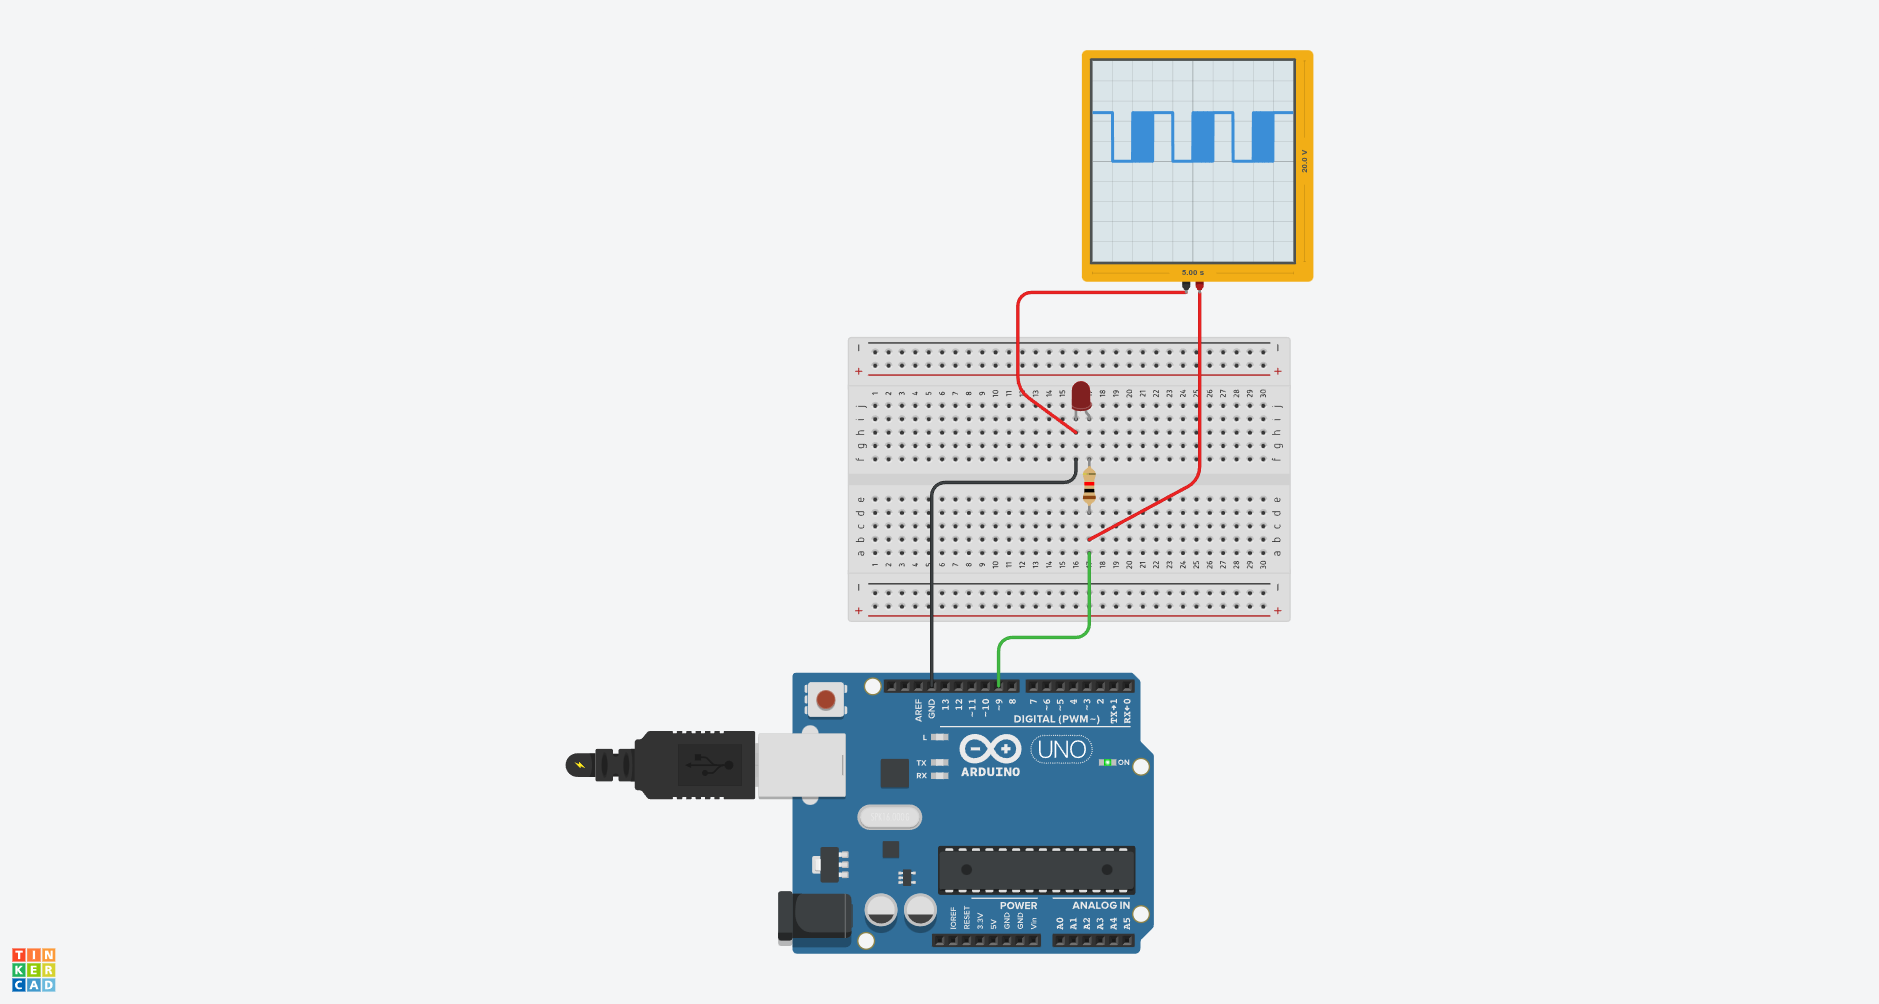 20.0 V
5.00 s
1 2 3 4 5 6 7 8 9 10 11 12 13 14 15 18 19 20 21 22 23 24 25 26 27 28 29 30
j j
i i
h h
g g
f f
e e
d d
c c
b b
a a
1 2 3 4 5 6 7 8 9 10 11 12 13 14 15 16 17 18 19 20 21 22 23 24 25 26 27 28 29 30
AREF GND 13 12 ~11 ~10 ~9 8 7 ~6 ~5 4 ~3 2 TX→1 RX←0
DIGITAL (PWM~)
L
TX
RX
ARDUINO
UNO
ON
POWER
ANALOG IN
IOREF RESET 3.3V 5V GND GND Vin A0 A1 A2 A3 A4 A5
TIN
KER
CAD